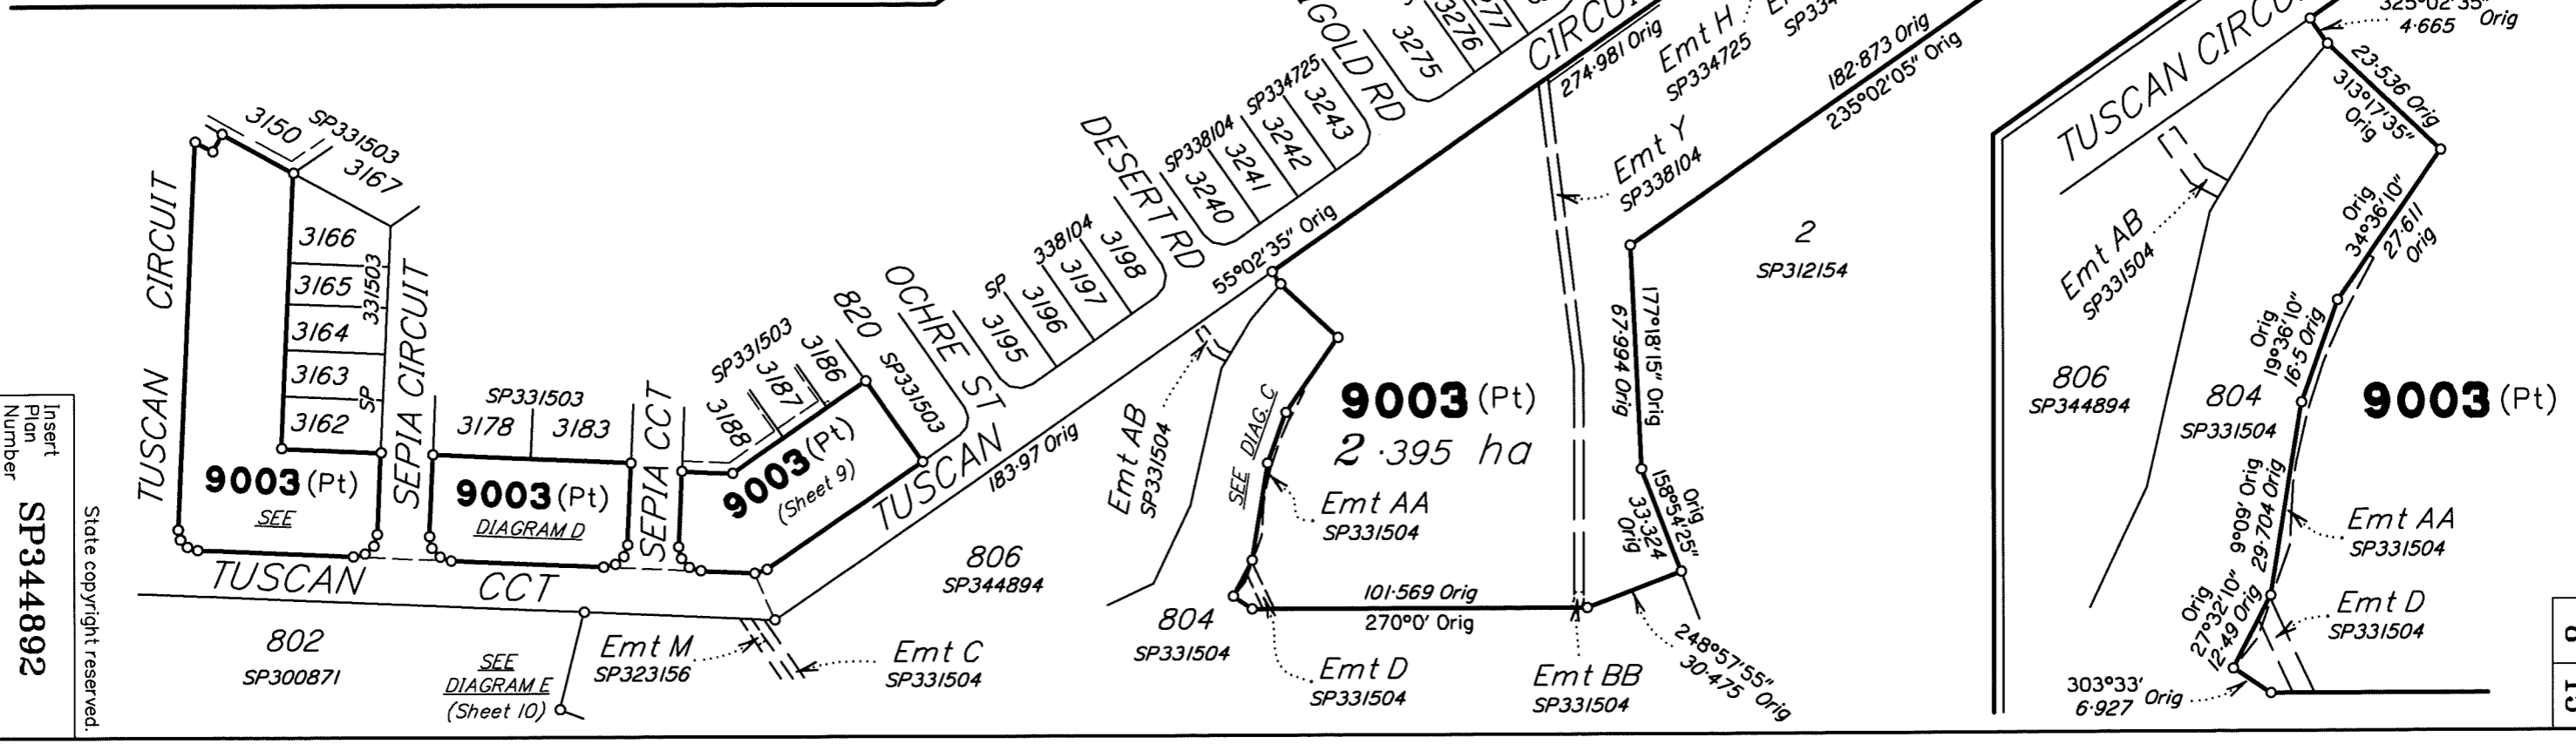 3150
SP331503
3167
TUSCAN CIRCUIT
3166
3165
3164
3163
3162
SP 331503
SEPIA CIRCUIT
9003 (Pt)
SEE
SP331503
3178
3183
9003 (Pt)
DIAGRAM D
SEPIA CCT
SP331503
3188
3187
3186
820
SP331503
9003 (Pt)
(Sheet 9)
TUSCAN CCT
802
SP300871
SEE
DIAGRAM E
(Sheet 10)
Emt M
SP323156
Emt C
SP331504
OCHRE ST
TUSCAN
183·97 Orig
SP 338104
3195
3196
3197
3198
DESERT RD
SP338104
3240
3241
SP334725
3242
3243
3275
3276
CIRCU
55°02'35" Orig
274·981 Orig
Emt H
SP334725
182·873 Orig
235°02'05" Orig
Emt Y
SP338104
2
SP312154
Emt AB
SP331504
806
SP344894
SEE DIAG. C
9003 (Pt)
2·395 ha
Emt AA
SP331504
177°18'15" Orig
67·994 Orig
158°54'25"
Orig
33·324
Orig
101·569 Orig
270°0' Orig
804
SP331504
Emt D
SP331504
Emt BB
SP331504
248°57'55"
30·475 Orig
TUSCAN CIRCU
325°02'35"
4·665 Orig
23·536 Orig
313°17'35"
Orig
Orig
34°36'10"
27·611
Orig
Emt AB
SP331504
Orig
19°36'10"
16·5 Orig
806
SP344894
804
SP331504
9003 (Pt)
9°09' Orig
29·704 Orig
Emt AA
SP331504
Orig
27°32'10"
12·49 Orig
Emt D
SP331504
303°33'
6·927 Orig
Insert
Plan
Number
SP344892
State copyright reserved.